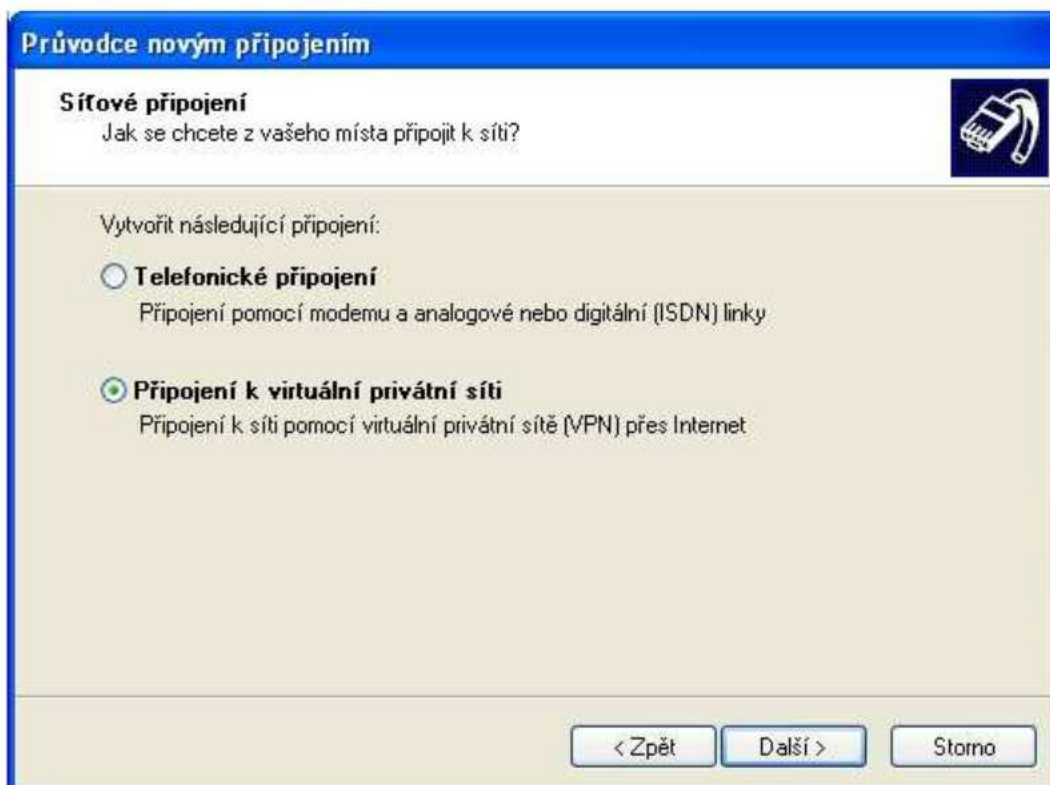 Průvodce novým připojením
Síťové připojení
Jak se chcete z vašeho místa připojit k síti?
Vytvořit následující připojení:
Telefonické připojení
Připojení pomocí modemu a analogové nebo digitální (ISDN) linky
Připojení k virtuální privátní síti
Připojení k síti pomocí virtuální privátní sítě (VPN) přes Internet
< Zpět
Další >
Storno